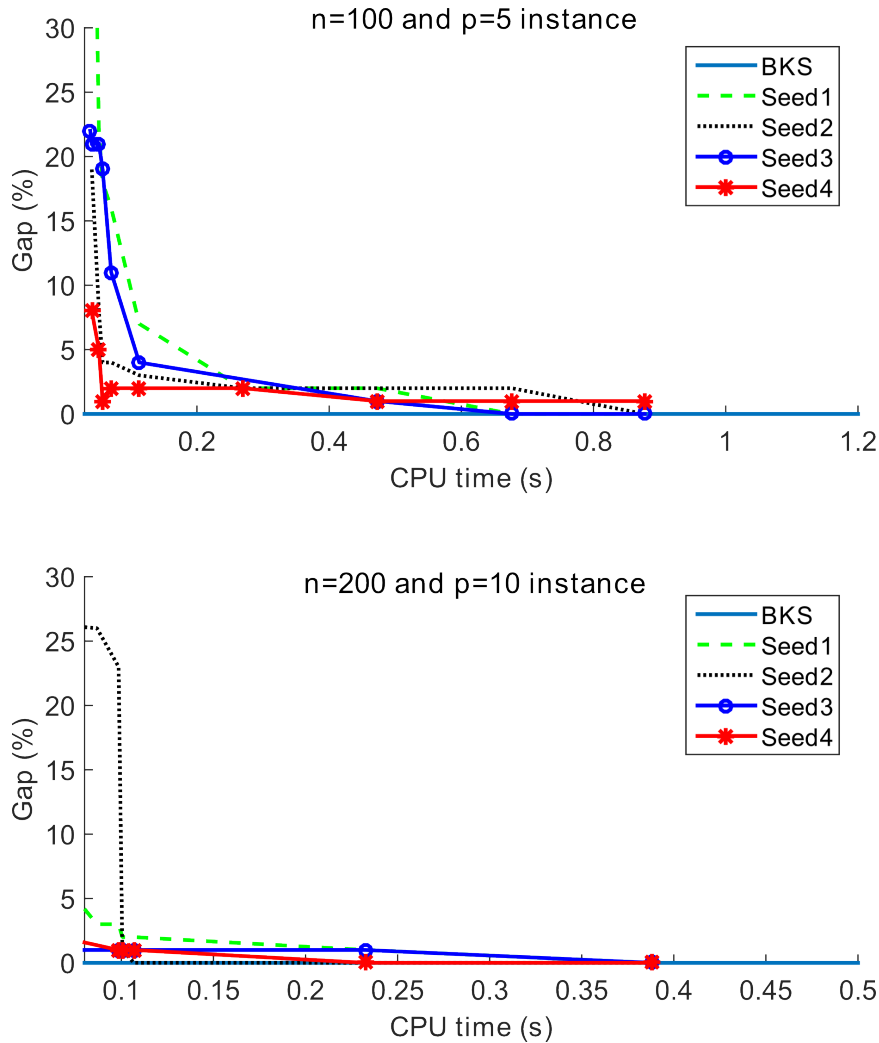 n=100 and p=5 instance
30
25
20
15
10
5
0
Gap (%)
BKS
Seed1
Seed2
Seed3
Seed4
0.2 0.4 0.6 0.8 1 1.2
CPU time (s)
n=200 and p=10 instance
30
25
20
15
10
5
0
Gap (%)
BKS
Seed1
Seed2
Seed3
Seed4
0.1 0.15 0.2 0.25 0.3 0.35 0.4 0.45 0.5
CPU time (s)